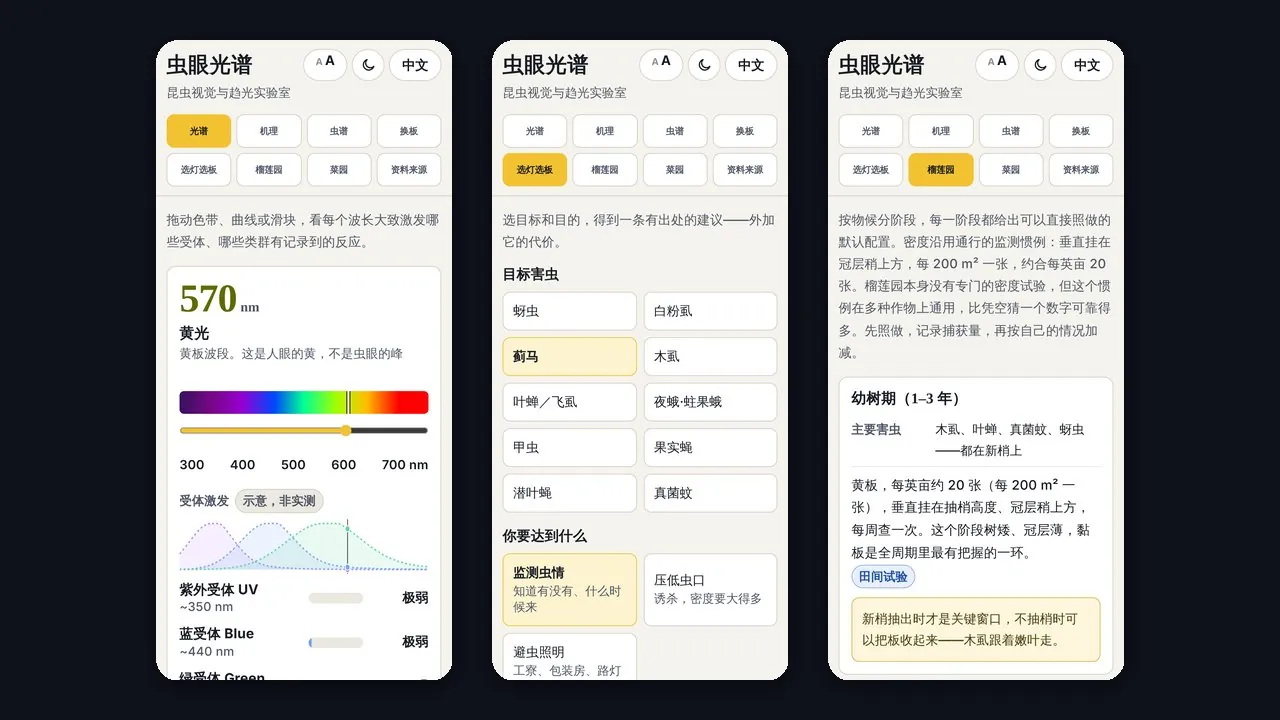 虫眼光谱
A A
中文
昆虫视觉与趋光实验室
光谱 机理 虫谱 换板
选灯选板 榴莲园 菜园 资料来源
拖动色带、曲线或滑块，看每个波长大致激发哪
些受体、哪些类群有记录到的反应。
570 nm
黄光
黄板波段。这是人眼的黄，不是虫眼的峰
300 400 500 600 700 nm
受体激发 示意，非实测
紫外受体 UV 极弱
~350 nm
蓝受体 Blue 极弱
~440 nm
绿受体 Green
虫眼光谱
A A
中文
昆虫视觉与趋光实验室
光谱 机理 虫谱 换板
选灯选板 榴莲园 菜园 资料来源
选目标和目的，得到一条有出处的建议——外加
它的代价。
目标害虫
蚜虫 白粉虱
蓟马 木虱
叶蝉／飞虱 夜蛾·蛀果蛾
甲虫 果实蝇
潜叶蝇 真菌蚊
你要达到什么
监测虫情
知道有没有、什么时
候来
压低虫口
诱杀，密度要大得多
避虫照明
工寮、包装房、路灯
虫眼光谱
A A
中文
昆虫视觉与趋光实验室
光谱 机理 虫谱 换板
选灯选板 榴莲园 菜园 资料来源
按物候分阶段，每一阶段都给出可以直接照做的
默认配置。密度沿用通行的监测惯例：垂直挂在
冠层稍上方，每 200 m² 一张，约合每英亩 20
张。榴莲园本身没有专门的密度试验，但这个惯
例在多种作物上通用，比凭空猜一个数字可靠得
多。先照做，记录捕获量，再按自己的情况加
减。
幼树期（1–3 年）
主要害虫 木虱、叶蝉、真菌蚊、蚜虫
——都在新梢上
黄板，每英亩约 20 张（每 200 m² 一
张），垂直挂在抽梢高度、冠层稍上方，
每周查一次。这个阶段树矮、冠层薄，黏
板是全周期里最有把握的一环。
田间试验
新梢抽出时才是关键窗口，不抽梢时可
以把板收起来——木虱跟着嫩叶走。